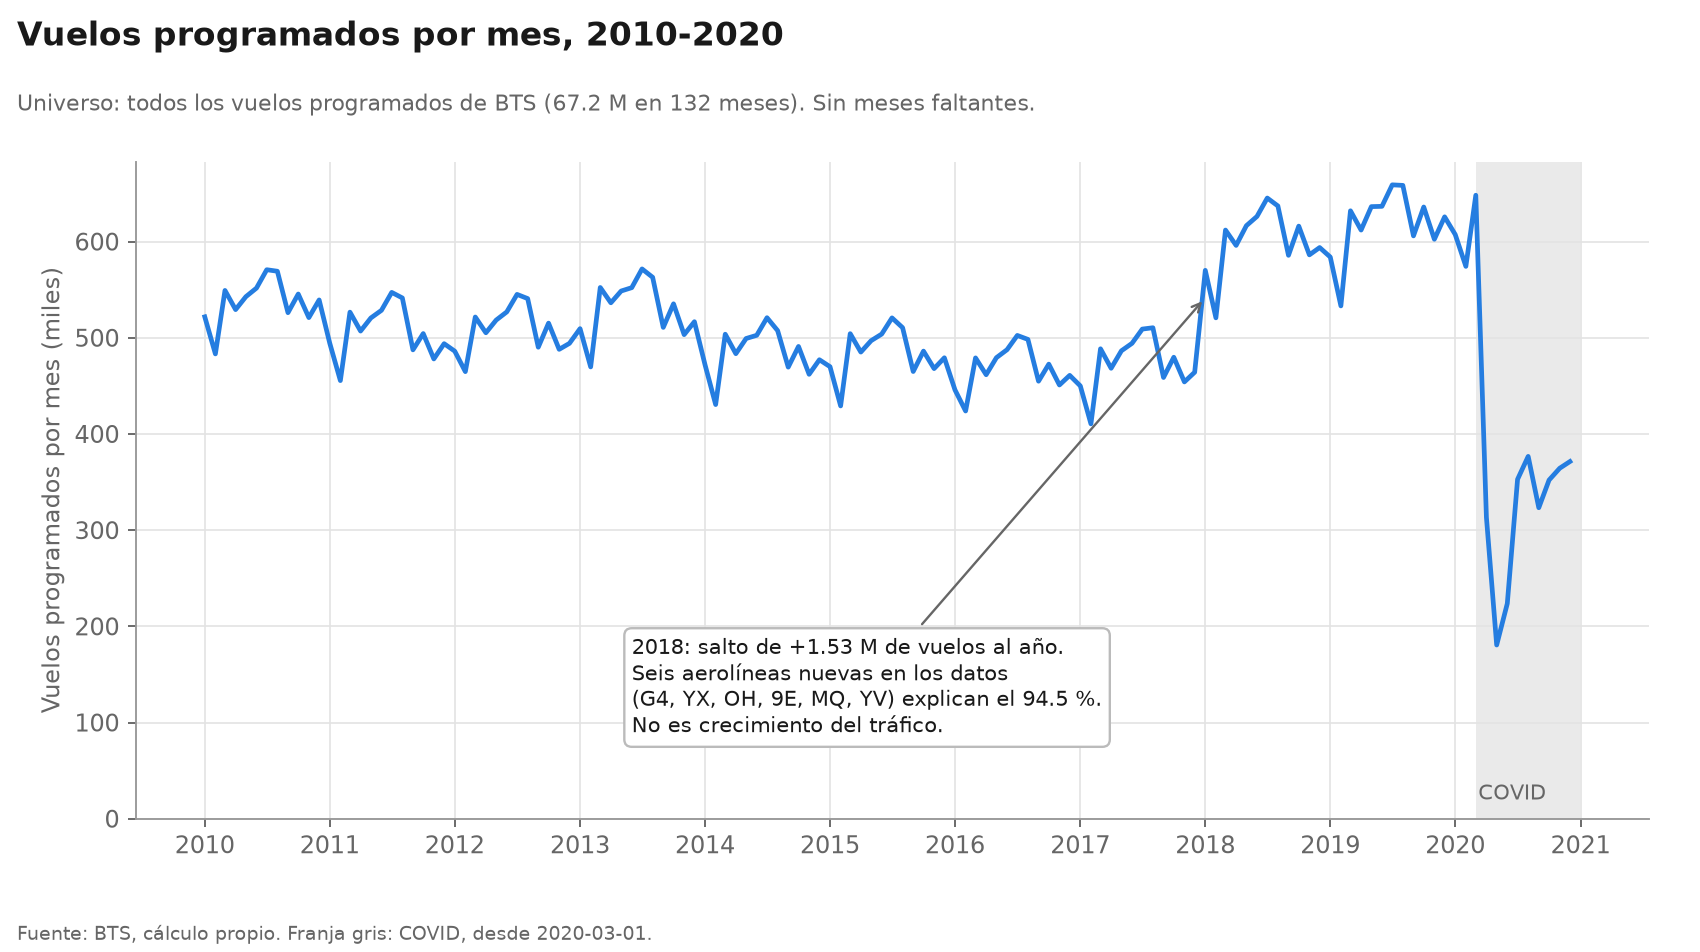 Vuelos programados por mes, 2010-2020
Universo: todos los vuelos programados de BTS (67.2 M en 132 meses). Sin meses faltantes.
Vuelos programados por mes (miles)
600
500
400
300
200
100
0
2018: salto de +1.53 M de vuelos al año.
Seis aerolíneas nuevas en los datos
(G4, YX, OH, 9E, MQ, YV) explican el 94.5 %.
No es crecimiento del tráfico.
COVID
2010 2011 2012 2013 2014 2015 2016 2017 2018 2019 2020 2021
Fuente: BTS, cálculo propio. Franja gris: COVID, desde 2020-03-01.